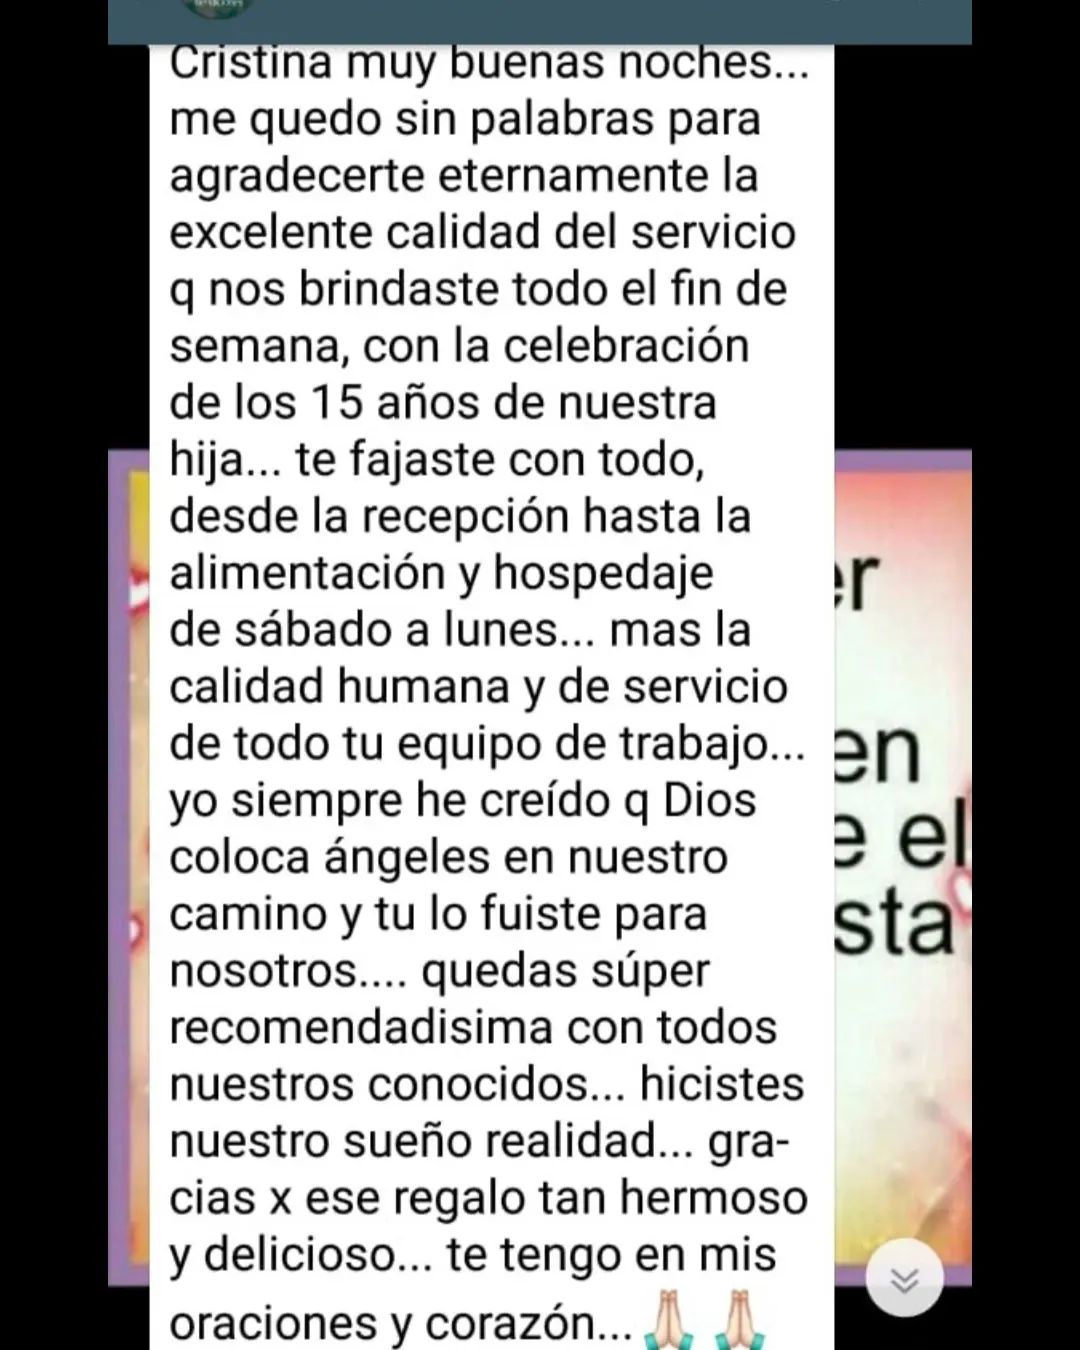 Cristina muy buenas noches...
me quedo sin palabras para
agradecerte eternamente la
excelente calidad del servicio
q nos brindaste todo el fin de
semana, con la celebración
de los 15 años de nuestra
hija... te fajaste con todo,
desde la recepción hasta la
alimentación y hospedaje
de sábado a lunes... mas la
calidad humana y de servicio
de todo tu equipo de trabajo...
yo siempre he creído q Dios
coloca ángeles en nuestro
camino y tu lo fuiste para
nosotros.... quedas súper
recomendadisima con todos
nuestros conocidos... hicistes
nuestro sueño realidad... gra-
cias x ese regalo tan hermoso
y delicioso... te tengo en mis
oraciones y corazón... 🙏🏻 🙏🏻
er
en
e el
sta